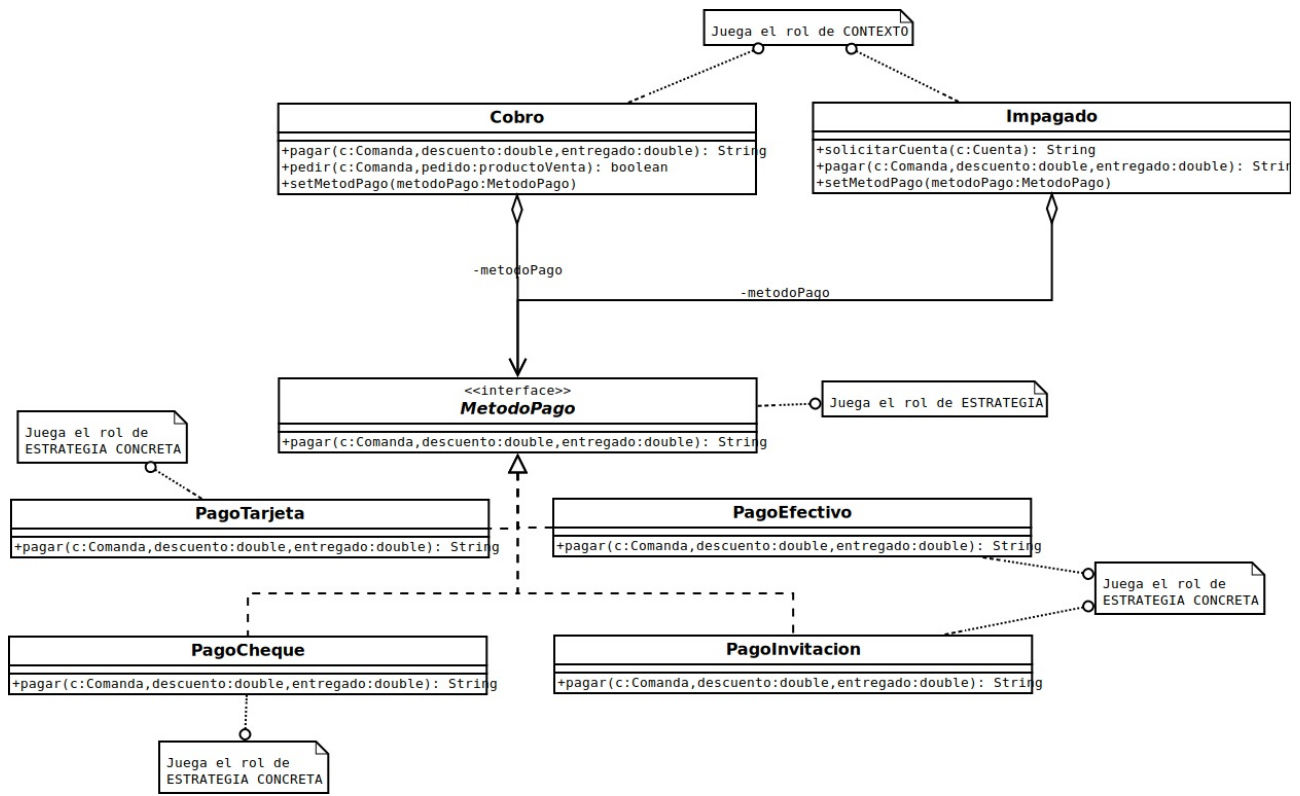 Juega el rol de CONTEXTO
Cobro
+pagar(c:Comanda,descuento:double,entregado:double): String
+pedir(c:Comanda,pedido:productoVenta): boolean
+setMetodPago(metodoPago:MetodoPago)
Impagado
+solicitarCuenta(c:Cuenta): String
+pagar(c:Comanda,descuento:double,entregado:double): Strin
+setMetodPago(metodoPago:MetodoPago)
-metodoPago
-metodoPago
<<interface>>
MetodoPago
+pagar(c:Comanda,descuento:double,entregado:double): String
Juega el rol de ESTRATEGIA
Juega el rol de
ESTRATEGIA CONCRETA
PagoTarjeta
+pagar(c:Comanda,descuento:double,entregado:double): String
PagoEfectivo
+pagar(c:Comanda,descuento:double,entregado:double): String
Juega el rol de
ESTRATEGIA CONCRETA
PagoCheque
+pagar(c:Comanda,descuento:double,entregado:double): String
PagoInvitacion
+pagar(c:Comanda,descuento:double,entregado:double): String
Juega el rol de
ESTRATEGIA CONCRETA